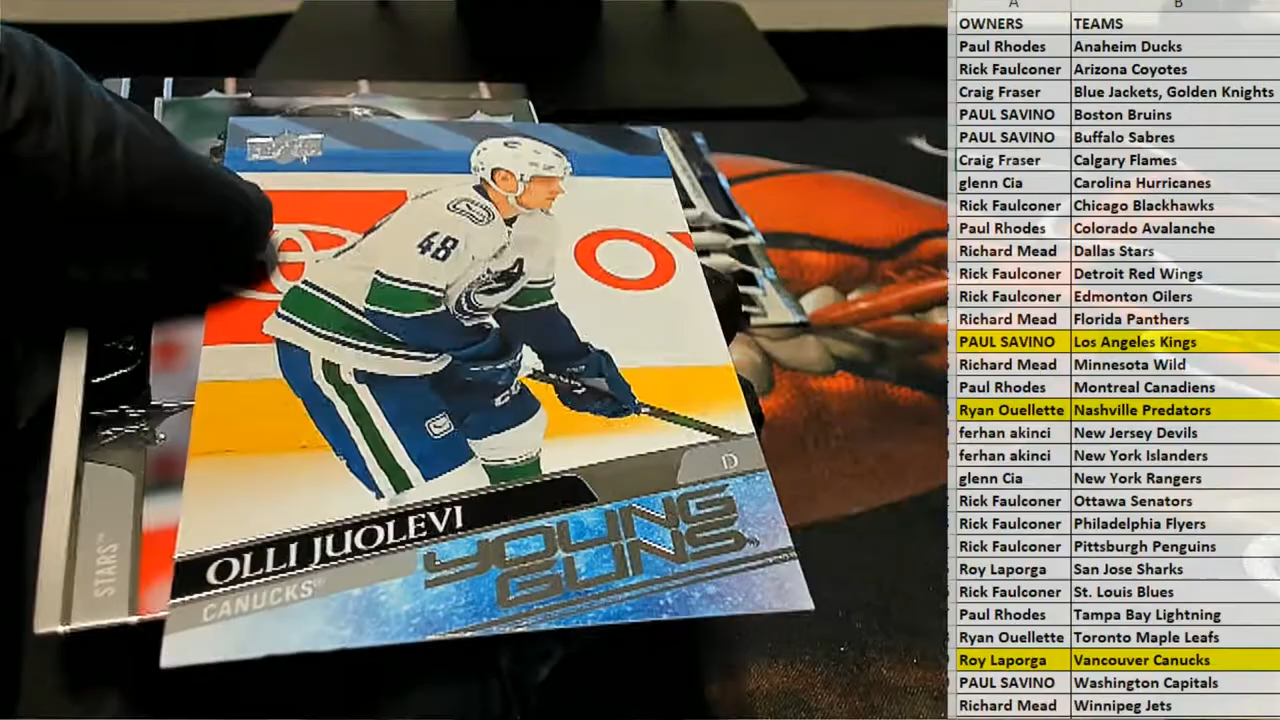 A B
OWNERS TEAMS
Paul Rhodes Anaheim Ducks
Rick Faulconer Arizona Coyotes
Craig Fraser Blue Jackets, Golden Knights
PAUL SAVINO Boston Bruins
PAUL SAVINO Buffalo Sabres
Craig Fraser Calgary Flames
glenn Cia Carolina Hurricanes
Rick Faulconer Chicago Blackhawks
Paul Rhodes Colorado Avalanche
Richard Mead Dallas Stars
Rick Faulconer Detroit Red Wings
Rick Faulconer Edmonton Oilers
Richard Mead Florida Panthers
PAUL SAVINO Los Angeles Kings
Richard Mead Minnesota Wild
Paul Rhodes Montreal Canadiens
Ryan Ouellette Nashville Predators
ferhan akinci New Jersey Devils
ferhan akinci New York Islanders
glenn Cia New York Rangers
Rick Faulconer Ottawa Senators
Rick Faulconer Philadelphia Flyers
Rick Faulconer Pittsburgh Penguins
Roy Laporga San Jose Sharks
Rick Faulconer St. Louis Blues
Paul Rhodes Tampa Bay Lightning
Ryan Ouellette Toronto Maple Leafs
Roy Laporga Vancouver Canucks
PAUL SAVINO Washington Capitals
Richard Mead Winnipeg Jets
48
D
OLLI JUOLEVI
CANUCKS
YOUNG
GUNS
STARS™